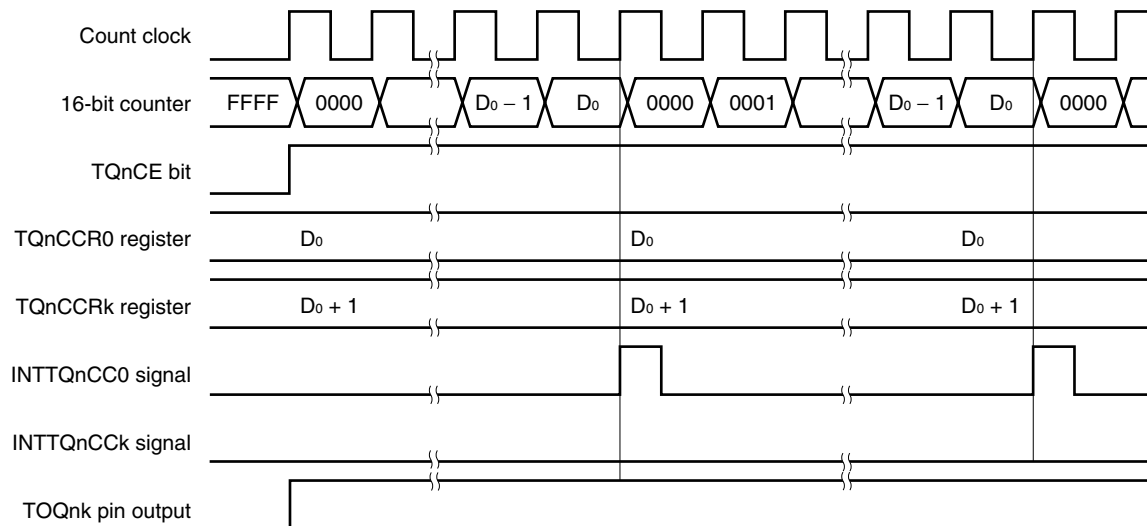 Count clock
16-bit counter FFFF 0000 D₀ − 1 D₀ 0000 0001 D₀ − 1 D₀ 0000
TQnCE bit
TQnCCR0 register D₀ D₀ D₀
TQnCCRk register D₀ + 1 D₀ + 1 D₀ + 1
INTTQnCC0 signal
INTTQnCCk signal
TOQnk pin output